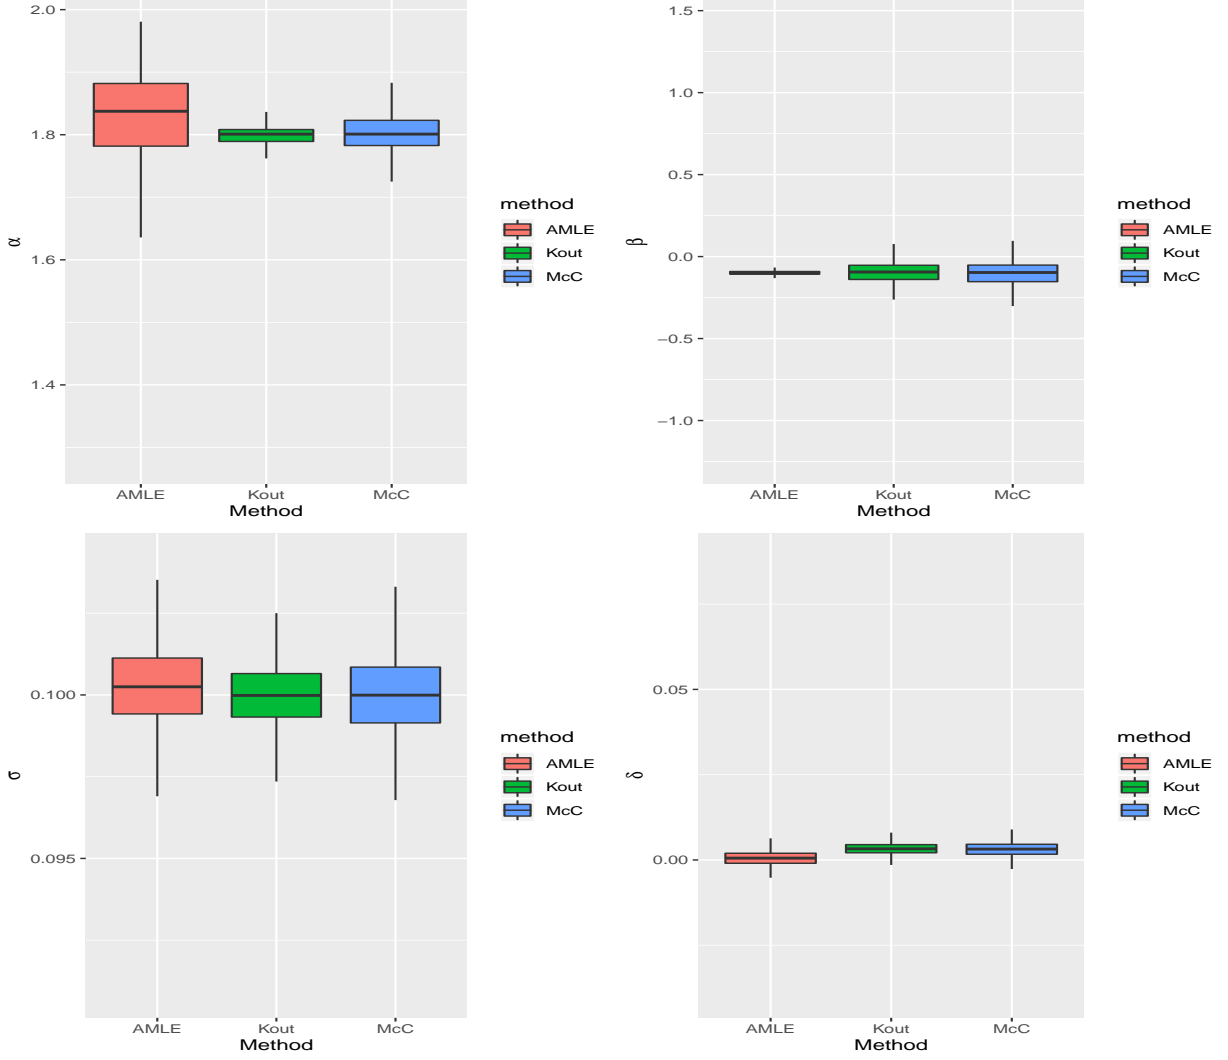 2.0
1.8
1.6
1.4
α
AMLE
Kout
McC
Method
method
AMLE
Kout
McC
1.5
1.0
0.5
0.0
−0.5
−1.0
β
AMLE
Kout
McC
Method
method
AMLE
Kout
McC
0.100
0.095
σ
AMLE
Kout
McC
Method
method
AMLE
Kout
McC
0.05
0.00
δ
AMLE
Kout
McC
Method
method
AMLE
Kout
McC